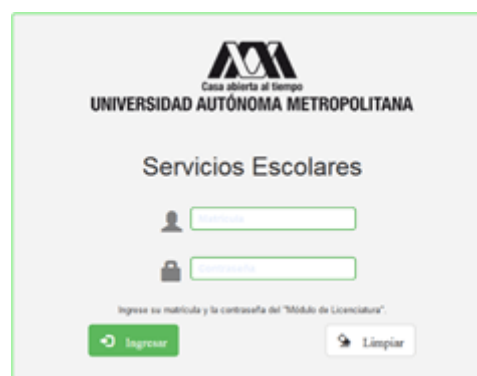 Casa abierta al tiempo
UNIVERSIDAD AUTÓNOMA METROPOLITANA
Servicios Escolares
Matrícula
Contraseña
Ingrese su matrícula y la contraseña del "Módulo de Licenciatura".
Ingresar
Limpiar